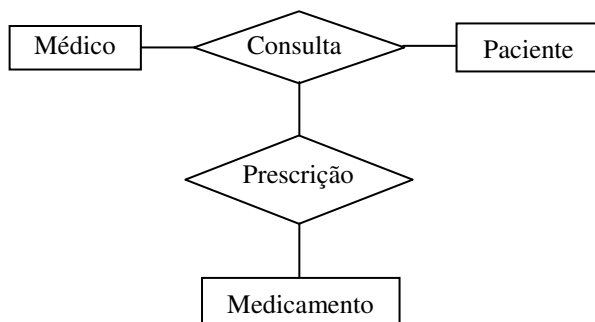 Médico
Consulta
Paciente
Prescrição
Medicamento